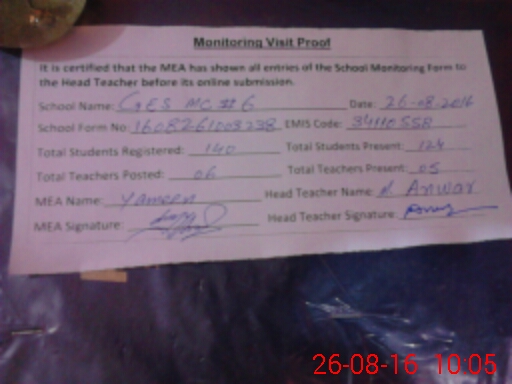 Monitoring Visit Proof
It is certified that the MEA has shown all entries of the School Monitoring Form to
the Head Teacher before its online submission.
School Name: GES MC # 6 Date: 26-08-2016
School Form No: 16082-61003238 EMIS Code: 34110558
Total Students Registered: 140 Total Students Present: 124
Total Teachers Posted: 06 Total Teachers Present: 05
MEA Name: Yameen Head Teacher Name: Anwar
MEA Signature: Head Teacher Signature:
26-08-16 10:05